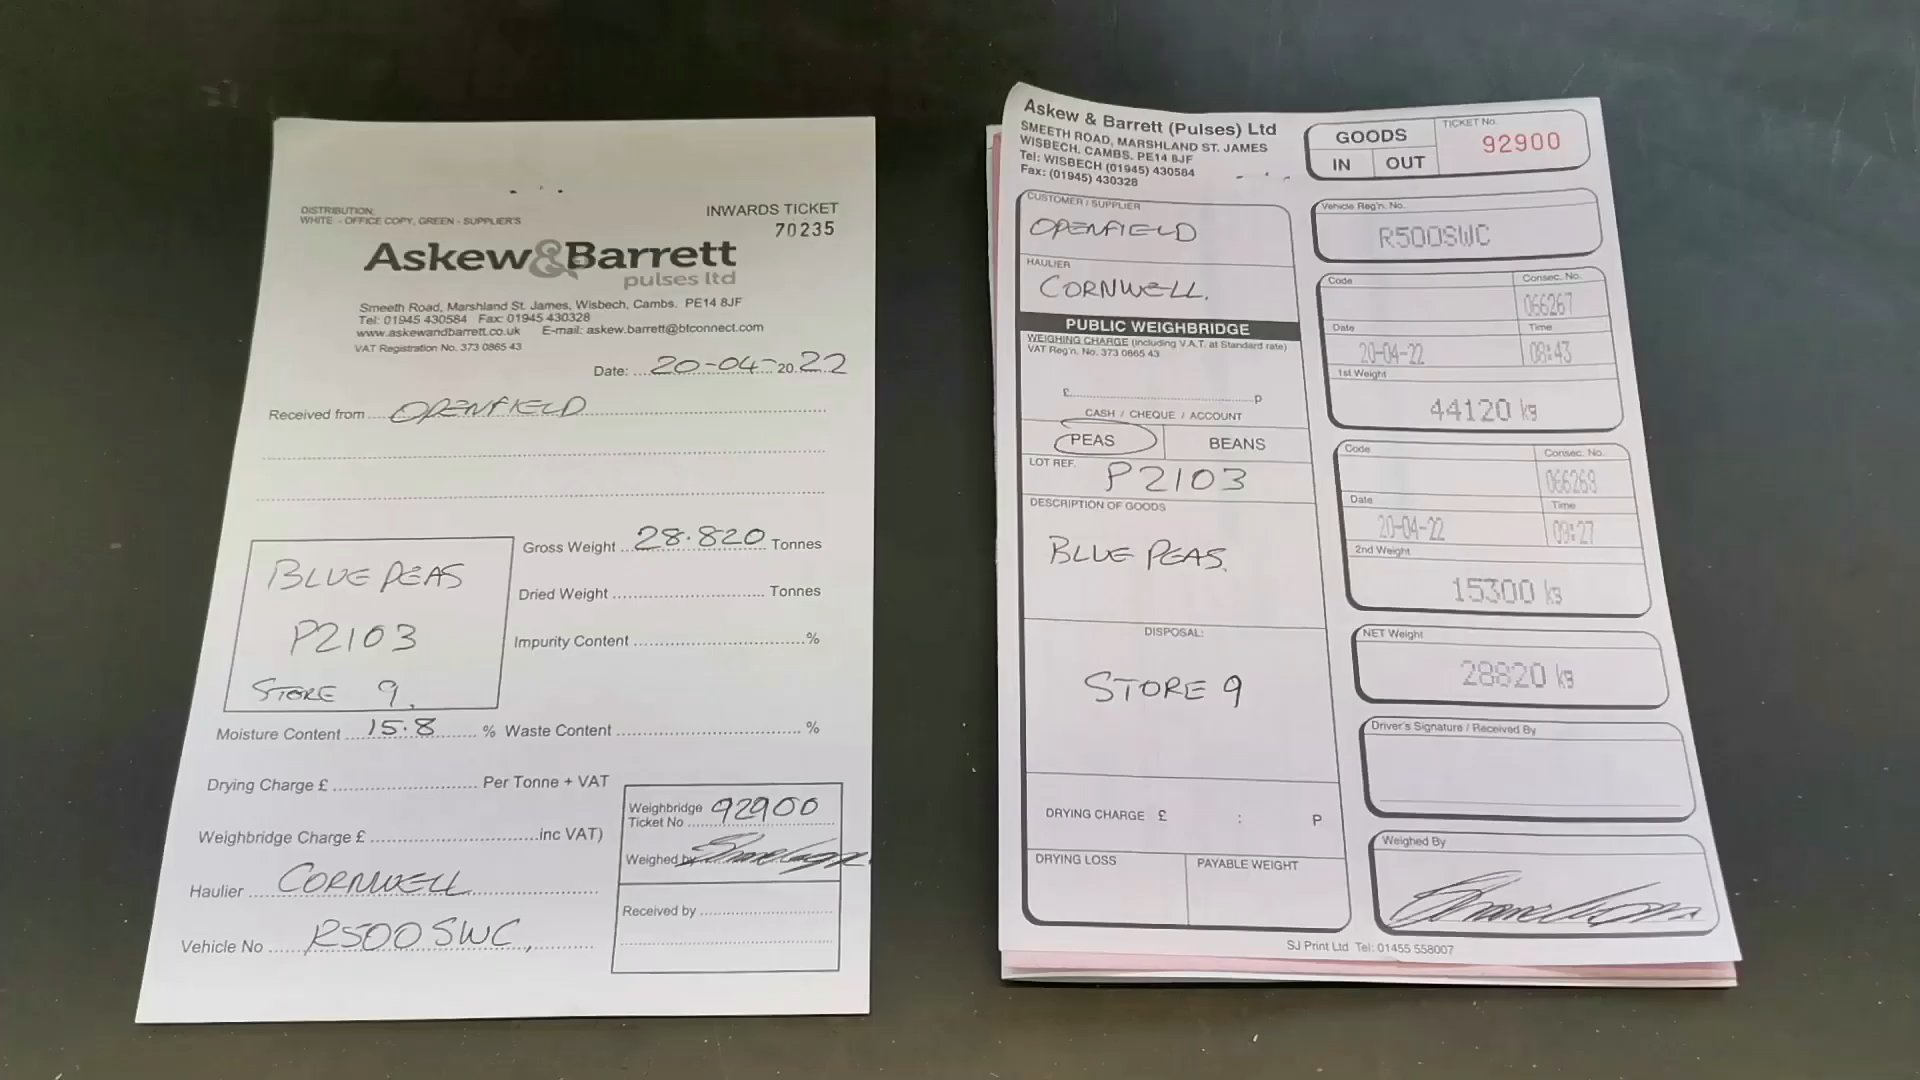 DISTRIBUTION;
WHITE - OFFICE COPY, GREEN - SUPPLIER'S
INWARDS TICKET
70235
Askew & Barrett
pulses ltd
Smeeth Road, Marshland St. James, Wisbech, Cambs. PE14 8JF
Tel: 01945 430584 Fax: 01945 430328
www.askewandbarrett.co.uk E-mail: askew.barrett@btconnect.com
VAT Registration No. 373 0865 43
Date: 20-04- 20 22
Received from OPENFIELD
Gross Weight 28.820 Tonnes
Dried Weight Tonnes
Impurity Content %
BLUE PEAS
P2103
STORE 9.
Moisture Content 15.8 % Waste Content %
Drying Charge £ Per Tonne + VAT
Weighbridge Charge £ inc VAT)
Haulier CORNWELL
Vehicle No R500SWC,
Weighbridge
Ticket No 92900
Weighed by
Received by
Askew & Barrett (Pulses) Ltd
SMEETH ROAD, MARSHLAND ST. JAMES
WISBECH, CAMBS. PE14 8JF
Tel: WISBECH (01945) 430584
Fax: (01945) 430328
GOODS
IN OUT
TICKET No.
92900
CUSTOMER / SUPPLIER
OPENFIELD
HAULIER
CORNWELL.
PUBLIC WEIGHBRIDGE
WEIGHING CHARGE (including V.A.T. at Standard rate)
VAT Reg'n. No. 373 0865 43
£ p
CASH / CHEQUE / ACCOUNT
PEAS BEANS
LOT REF. P2103
DESCRIPTION OF GOODS
BLUE PEAS.
DISPOSAL:
STORE 9
DRYING CHARGE £ : P
DRYING LOSS PAYABLE WEIGHT
Vehicle Reg'n. No.
R500SWC
Code Consec. No.
066267
Date Time
20-04-22 08:43
1st Weight
44120 kg
Code Consec. No.
066268
Date Time
20-04-22 09:27
2nd Weight
15300 kg
NET Weight
28820 kg
Driver's Signature / Received By
Weighed By
SJ Print Ltd Tel: 01455 558007